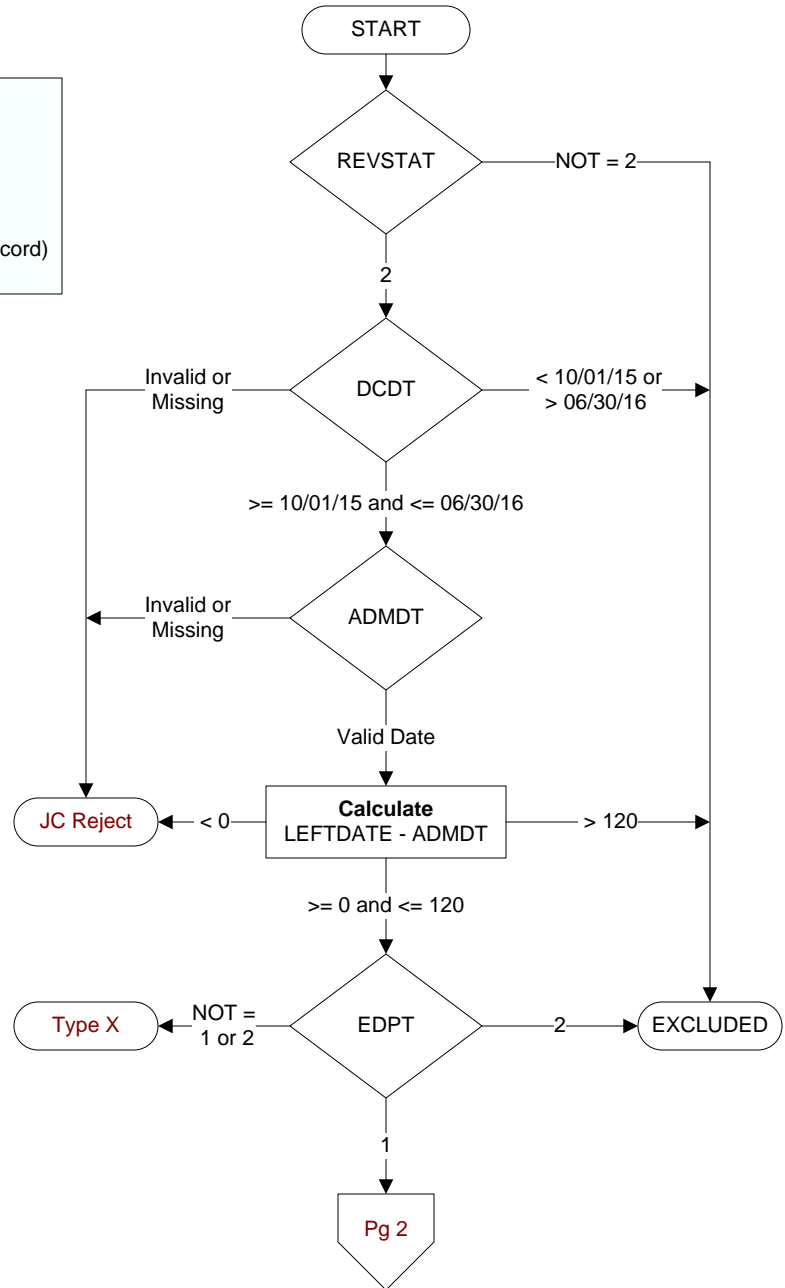 START
REVSTAT
NOT = 2
cord)
2
Invalid or
Missing
DCDT
< 10/01/15 or
> 06/30/16
>= 10/01/15 and <= 06/30/16
Invalid or
Missing
ADMDT
Valid Date
JC Reject
< 0
Calculate
LEFTDATE - ADMDT
> 120
>= 0 and <= 120
Type X
NOT =
1 or 2
EDPT
2
EXCLUDED
1
Pg 2